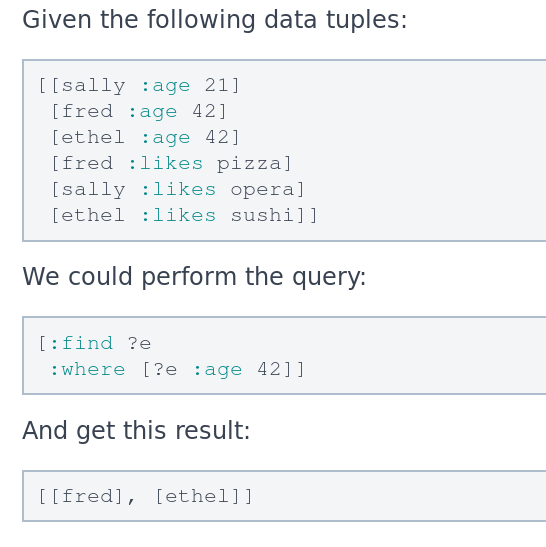 Given the following data tuples:
[[sally :age 21]
[fred :age 42]
[ethel :age 42]
[fred :likes pizza]
[sally :likes opera]
[ethel :likes sushi]]
We could perform the query:
[:find ?e
:where [?e :age 42]]
And get this result:
[[fred], [ethel]]